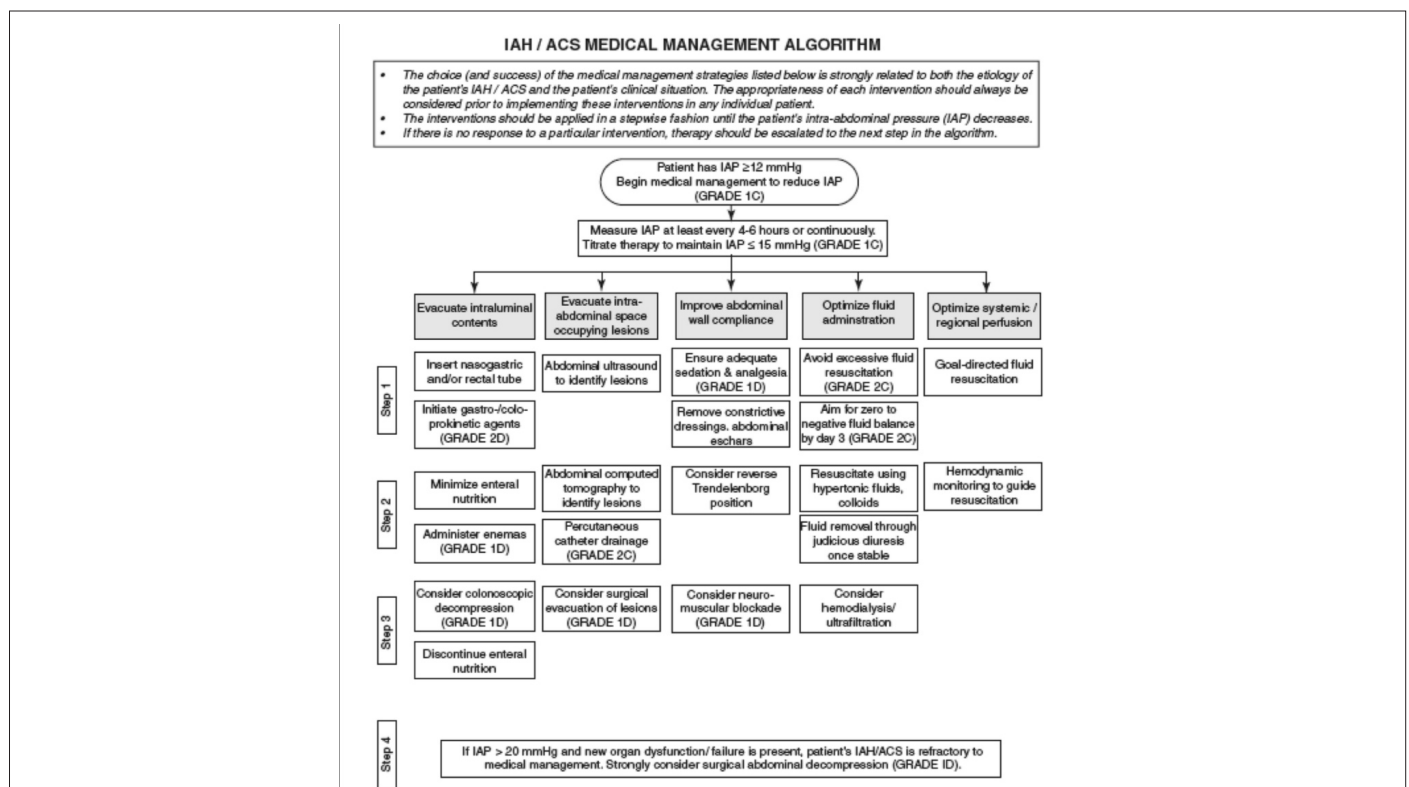 IAH / ACS MEDICAL MANAGEMENT ALGORITHM
• The choice (and success) of the medical management strategies listed below is strongly related to both the etiology of
the patient's IAH / ACS and the patient's clinical situation. The appropriateness of each intervention should always be
considered prior to implementing these interventions in any individual patient.
• The interventions should be applied in a stepwise fashion until the patient's intra-abdominal pressure (IAP) decreases.
• If there is no response to a particular intervention, therapy should be escalated to the next step in the algorithm.
Patient has IAP ≥12 mmHg
Begin medical management to reduce IAP
(GRADE 1C)
Measure IAP at least every 4-6 hours or continuously.
Titrate therapy to maintain IAP ≤ 15 mmHg (GRADE 1C)
Evacuate intraluminal
contents
Evacuate intra-
abdominal space
occupying lesions
Improve abdominal
wall compliance
Optimize fluid
adminstration
Optimize systemic /
regional perfusion
Step 1
Insert nasogastric
and/or rectal tube
Abdominal ultrasound
to identify lesions
Ensure adequate
sedation & analgesia
(GRADE 1D)
Avoid excessive fluid
resuscitation
(GRADE 2C)
Goal-directed fluid
resuscitation
Initiate gastro-/colo-
prokinetic agents
(GRADE 2D)
Remove constrictive
dressings. abdominal
eschars
Aim for zero to
negative fluid balance
by day 3 (GRADE 2C)
Step 2
Minimize enteral
nutrition
Abdominal computed
tomography to
identify lesions
Consider reverse
Trendelenborg
position
Resuscitate using
hypertonic fluids,
colloids
Hemodynamic
monitoring to guide
resuscitation
Administer enemas
(GRADE 1D)
Percutaneous
catheter drainage
(GRADE 2C)
Fluid removal through
judicious diuresis
once stable
Step 3
Consider colonoscopic
decompression
(GRADE 1D)
Consider surgical
evacuation of lesions
(GRADE 1D)
Consider neuro-
muscular blockade
(GRADE 1D)
Consider
hemodialysis/
ultrafiltration
Discontinue enteral
nutrition
Step 4
If IAP > 20 mmHg and new organ dysfunction/ failure is present, patient's IAH/ACS is refractory to
medical management. Strongly consider surgical abdominal decompression (GRADE ID).